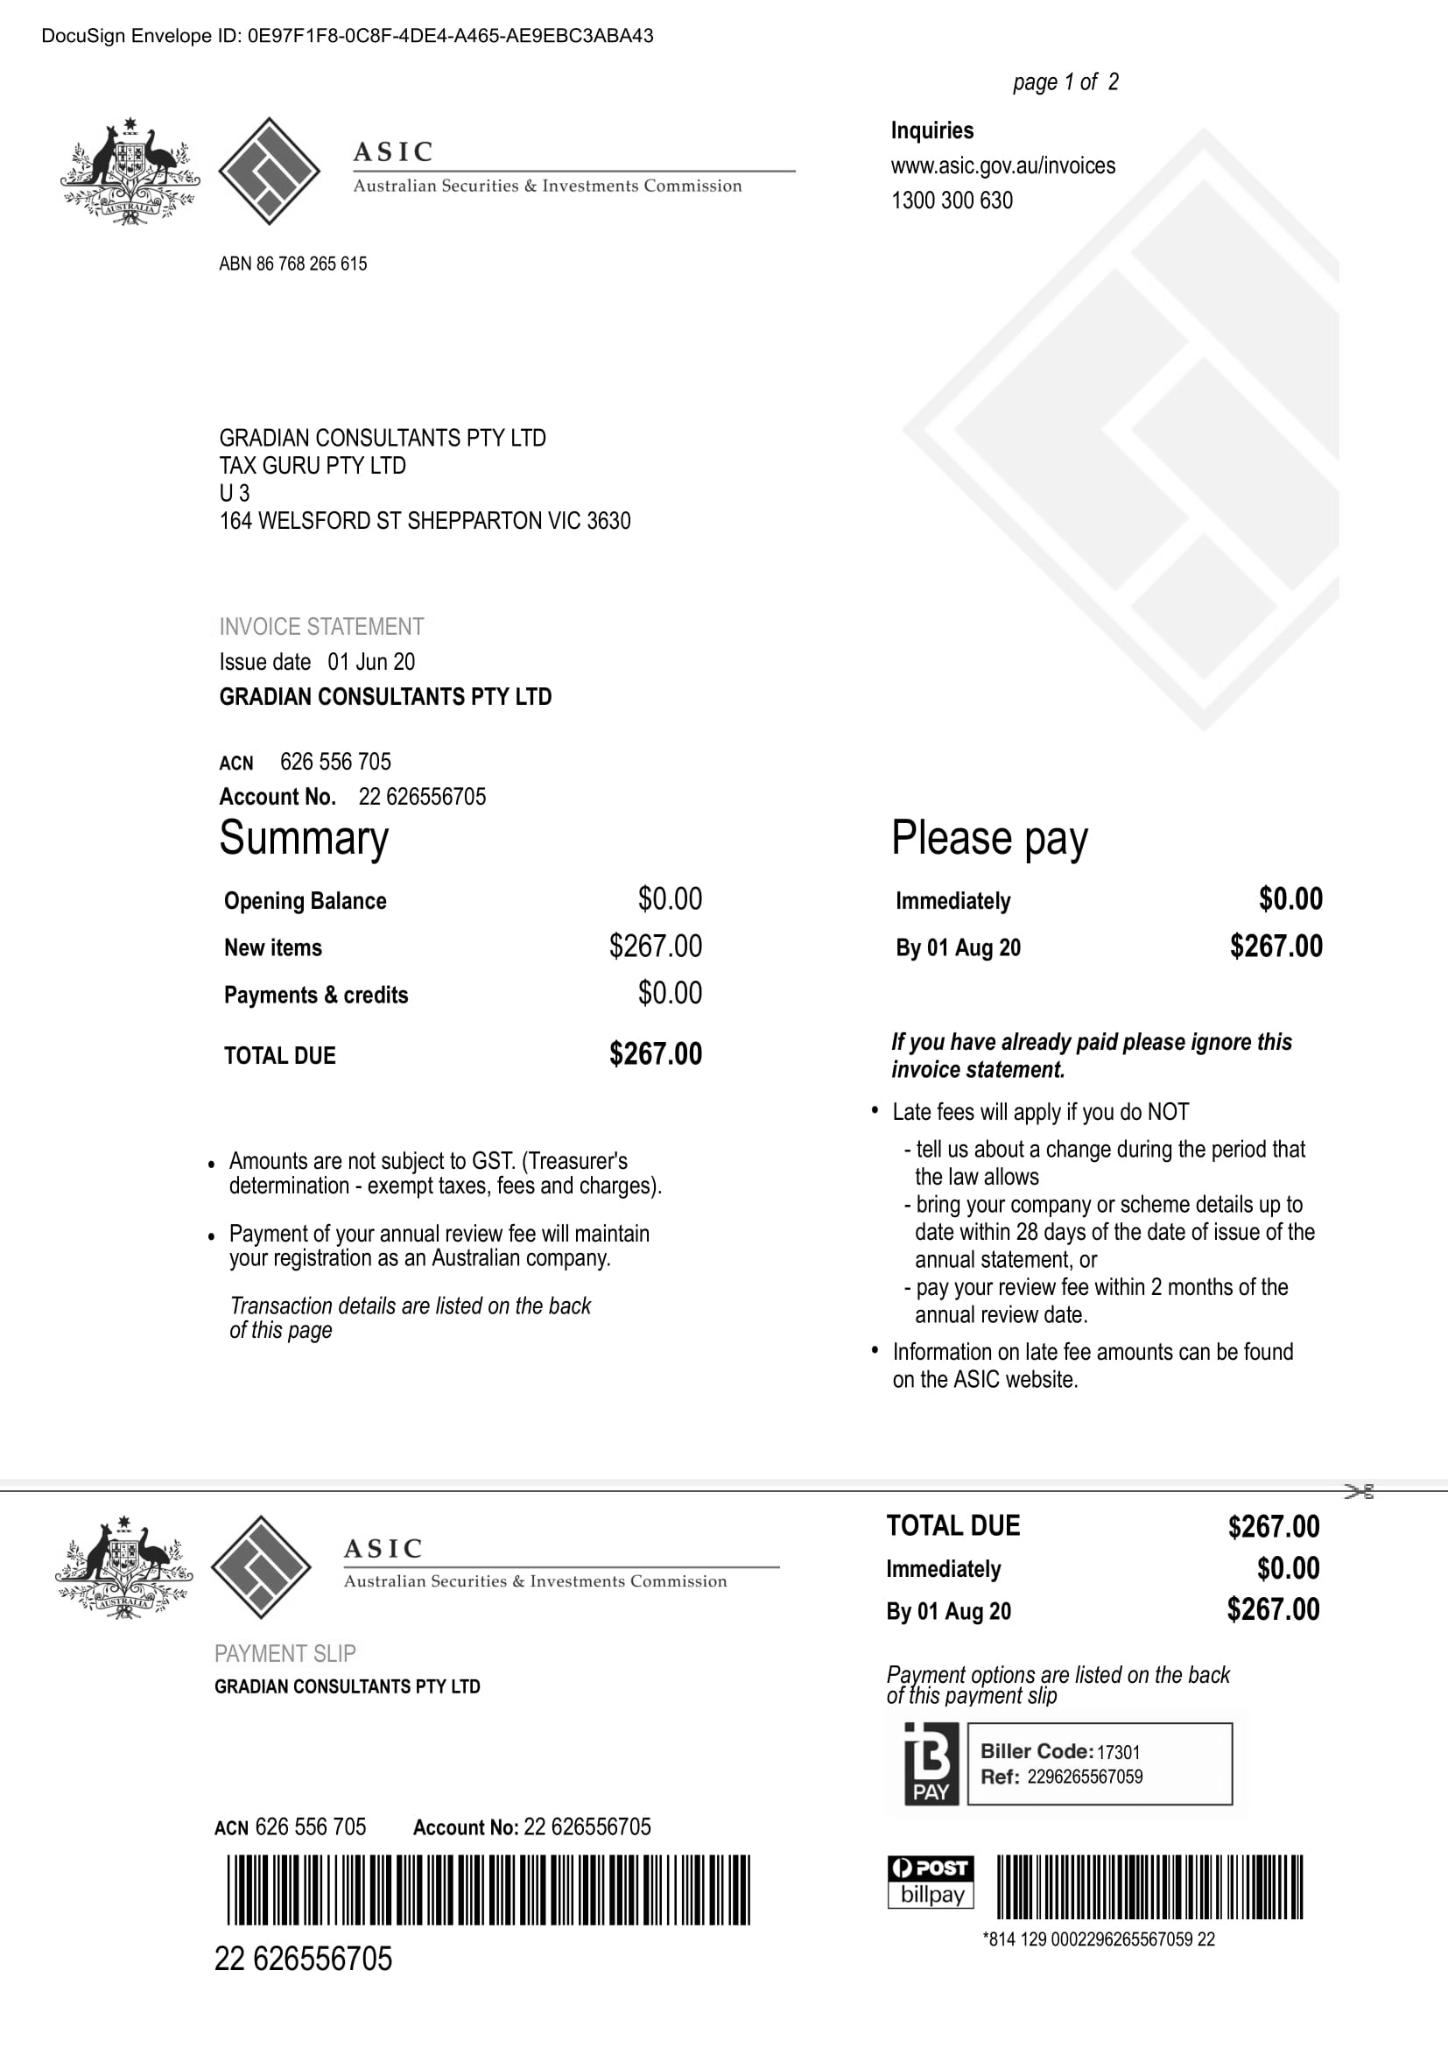 DocuSign Envelope ID: 0E97F1F8-0C8F-4DE4-A465-AE9EBC3ABA43
page 1 of 2
AUSTRALIA
ASIC
Australian Securities & Investments Commission
Inquiries
www.asic.gov.au/invoices
1300 300 630
ABN 86 768 265 615
GRADIAN CONSULTANTS PTY LTD
TAX GURU PTY LTD
U 3
164 WELSFORD ST SHEPPARTON VIC 3630
INVOICE STATEMENT
Issue date 01 Jun 20
GRADIAN CONSULTANTS PTY LTD
ACN 626 556 705
Account No. 22 626556705
Summary
Opening Balance $0.00
New items $267.00
Payments & credits $0.00
TOTAL DUE $267.00
• Amounts are not subject to GST. (Treasurer's
determination - exempt taxes, fees and charges).
• Payment of your annual review fee will maintain
your registration as an Australian company.
Transaction details are listed on the back
of this page
Please pay
Immediately $0.00
By 01 Aug 20 $267.00
If you have already paid please ignore this
invoice statement.
• Late fees will apply if you do NOT
- tell us about a change during the period that
the law allows
- bring your company or scheme details up to
date within 28 days of the date of issue of the
annual statement, or
- pay your review fee within 2 months of the
annual review date.
• Information on late fee amounts can be found
on the ASIC website.
AUSTRALIA
ASIC
Australian Securities & Investments Commission
PAYMENT SLIP
GRADIAN CONSULTANTS PTY LTD
ACN 626 556 705 Account No: 22 626556705
22 626556705
TOTAL DUE $267.00
Immediately $0.00
By 01 Aug 20 $267.00
Payment options are listed on the back
of this payment slip
B
PAY
Biller Code: 17301
Ref: 2296265567059
POST
billpay
*814 129 0002296265567059 22